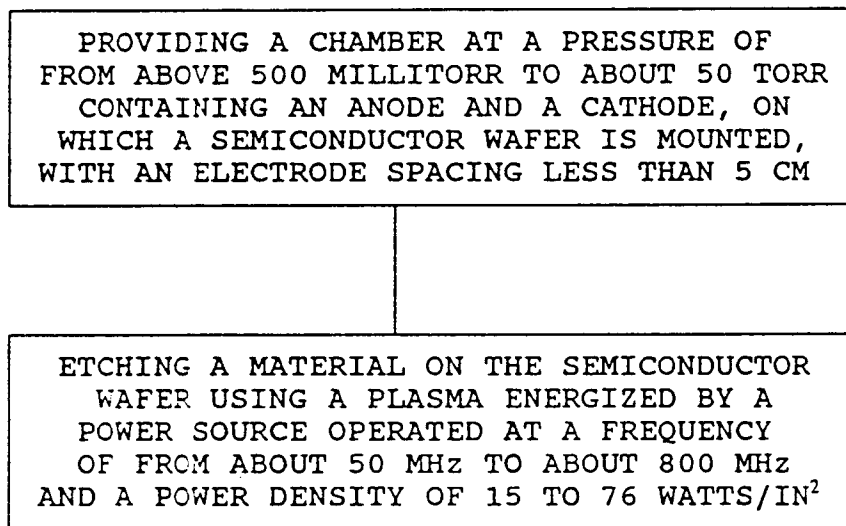 PROVIDING A CHAMBER AT A PRESSURE OF
FROM ABOVE 500 MILLITORR TO ABOUT 50 TORR
CONTAINING AN ANODE AND A CATHODE, ON
WHICH A SEMICONDUCTOR WAFER IS MOUNTED,
WITH AN ELECTRODE SPACING LESS THAN 5 CM
ETCHING A MATERIAL ON THE SEMICONDUCTOR
WAFER USING A PLASMA ENERGIZED BY A
POWER SOURCE OPERATED AT A FREQUENCY
OF FROM ABOUT 50 MHz TO ABOUT 800 MHz
AND A POWER DENSITY OF 15 TO 76 WATTS/IN²